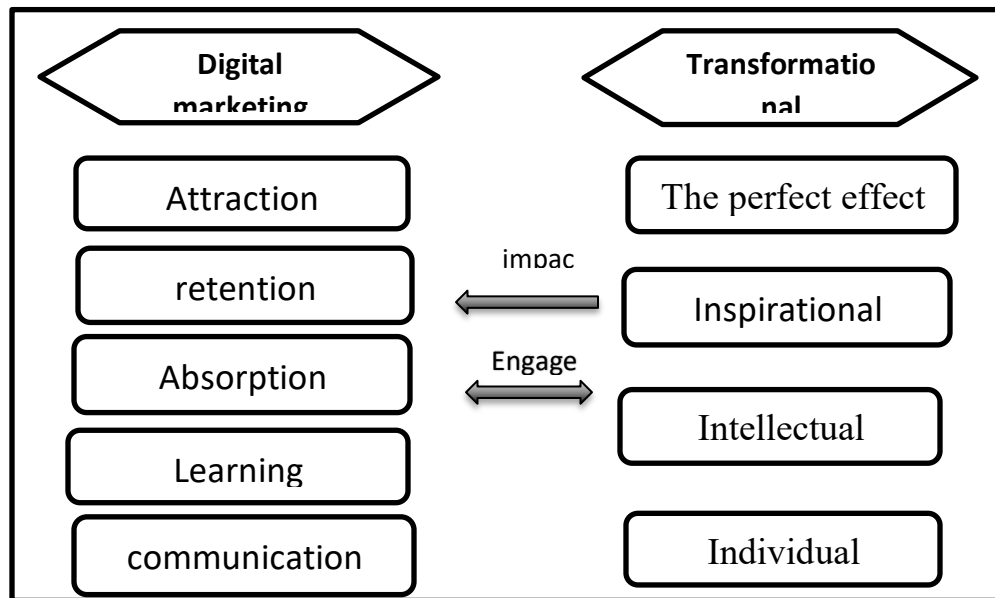 Digital
marketing
Transformatio
nal
Attraction
The perfect effect
retention
impac
Inspirational
Absorption
Engage
Intellectual
Learning
communication
Individual